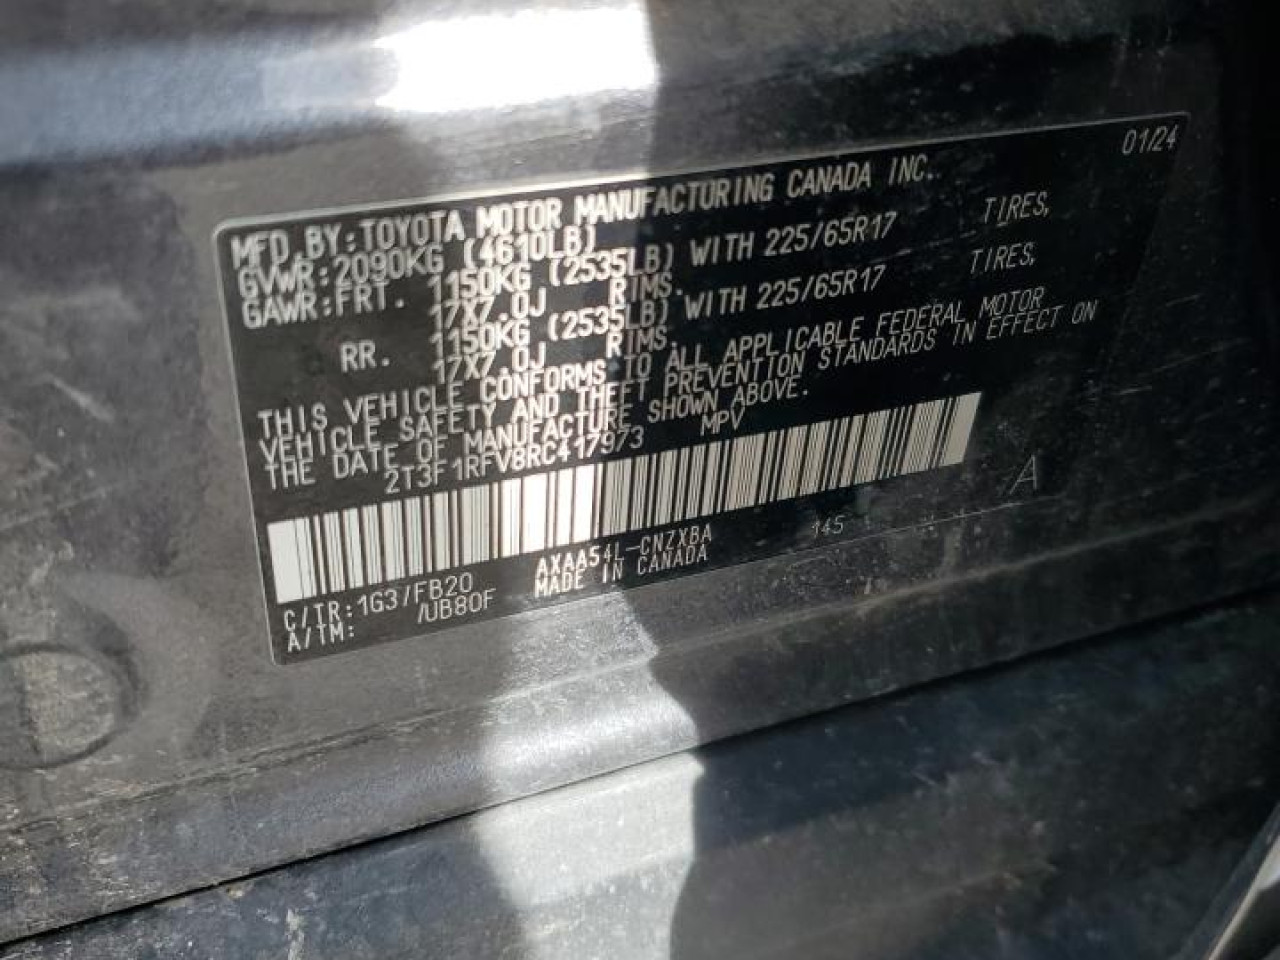 01/24
MFD. BY: TOYOTA MOTOR MANUFACTURING CANADA INC.
GVWR: 2090KG (4610LB)
GAWR: FRT. 1150KG (2535LB) WITH 225/65R17 TIRES,
17X7.0J RIMS.
RR. 1150KG (2535LB) WITH 225/65R17 TIRES,
17X7.0J RIMS.
THIS VEHICLE CONFORMS TO ALL APPLICABLE FEDERAL MOTOR
VEHICLE SAFETY AND THEFT PREVENTION STANDARDS IN EFFECT ON
THE DATE OF MANUFACTURE SHOWN ABOVE.
2T3F1RFV8RC417973 MPV
A
AXAA54L-CNZXBA 145
MADE IN CANADA
C/TR: 1G3/FB20
A/TM: /UB80F